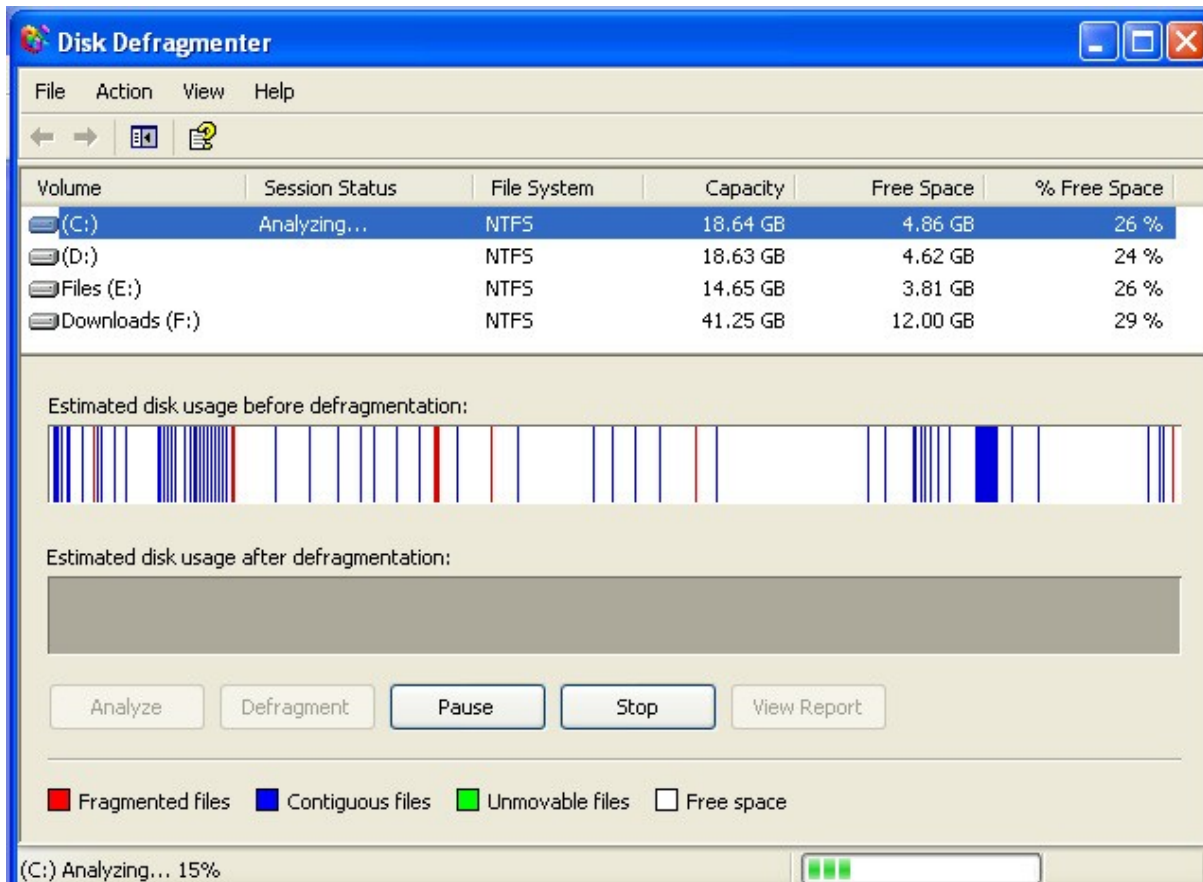 Disk Defragmenter
File Action View Help
Volume Session Status File System Capacity Free Space % Free Space
(C:) Analyzing... NTFS 18.64 GB 4.86 GB 26 %
(D:) NTFS 18.63 GB 4.62 GB 24 %
Files (E:) NTFS 14.65 GB 3.81 GB 26 %
Downloads (F:) NTFS 41.25 GB 12.00 GB 29 %
Estimated disk usage before defragmentation:
Estimated disk usage after defragmentation:
Analyze Defragment Pause Stop View Report
Fragmented files Contiguous files Unmovable files Free space
(C:) Analyzing... 15%